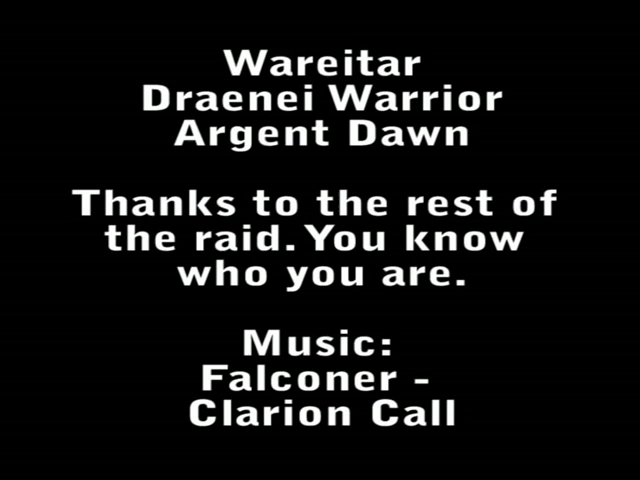 Wareitar
Draenei Warrior
Argent Dawn
Thanks to the rest of
the raid. You know
who you are.
Music:
Falconer -
Clarion Call